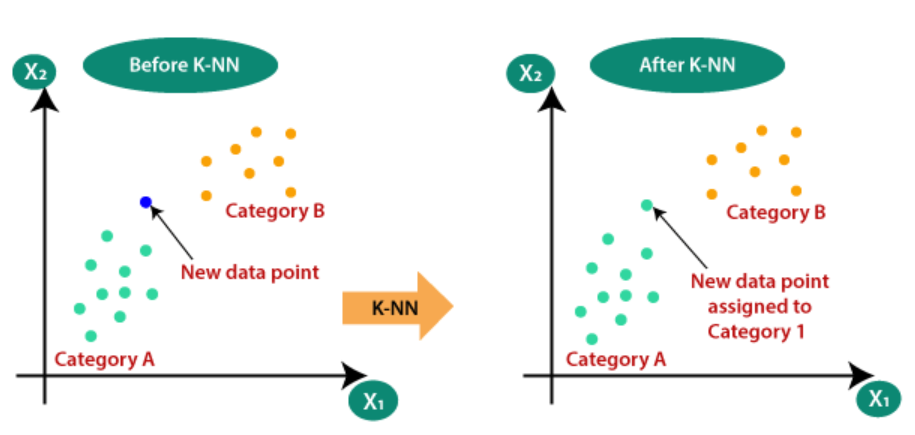 Before K-NN
X₂
Category B
New data point
Category A
X₁
K-NN
After K-NN
X₂
Category B
New data point
assigned to
Category 1
Category A
X₁